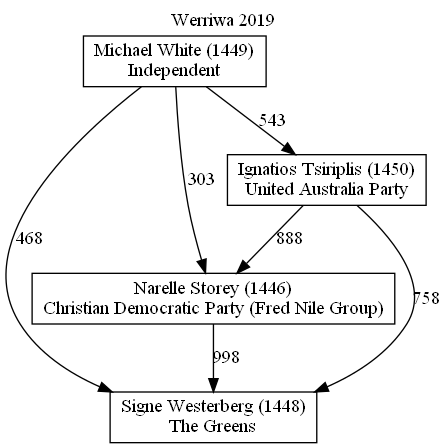 Werriwa 2019
Michael White (1449)
Independent
543
Ignatios Tsiriplis (1450)
United Australia Party
303
468
888
758
Narelle Storey (1446)
Christian Democratic Party (Fred Nile Group)
998
Signe Westerberg (1448)
The Greens